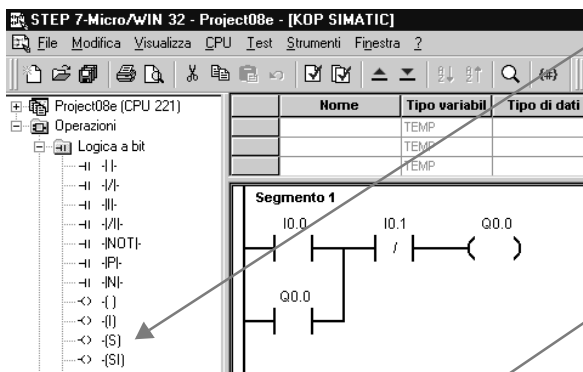 STEP 7-Micro/WIN 32 - Project08e - [KOP SIMATIC]
File Modifica Visualizza CPU Test Strumenti Finestra ?
Project08e (CPU 221)
Operazioni
Logica a bit
-| |-
-|/|-
-|I|-
-|/I|-
-|NOT|-
-|P|-
-|N|-
-( )
-(I)
-(S)
-(SI)
Nome Tipo variabil Tipo di dati
TEMP
TEMP
TEMP
Segmento 1
I0.0 I0.1 Q0.0
/
Q0.0